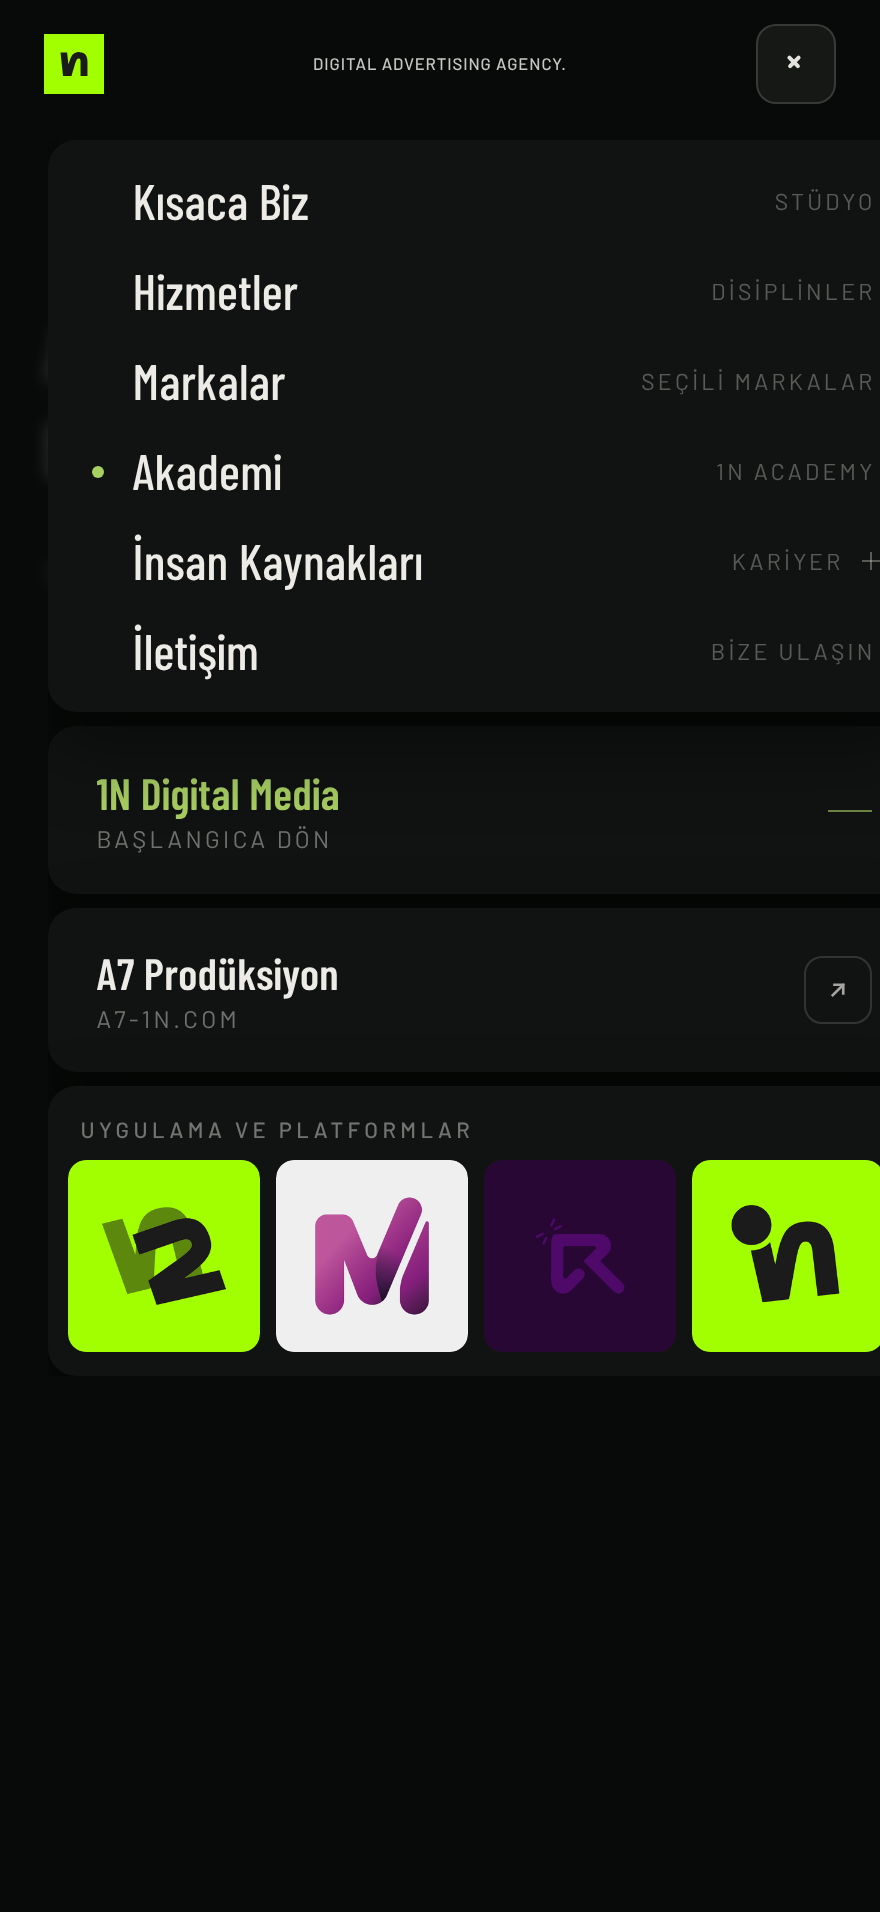 n
DIGITAL ADVERTISING AGENCY.
Kısaca Biz
STÜDYO
Hizmetler
DİSİPLİNLER
Markalar
SEÇİLİ MARKALAR
Akademi
1N ACADEMY
İnsan Kaynakları
KARİYER
İletişim
BİZE ULAŞIN
1N Digital Media
BAŞLANGICA DÖN
A7 Prodüksiyon
A7-1N.COM
UYGULAMA VE PLATFORMLAR
n2
M
in